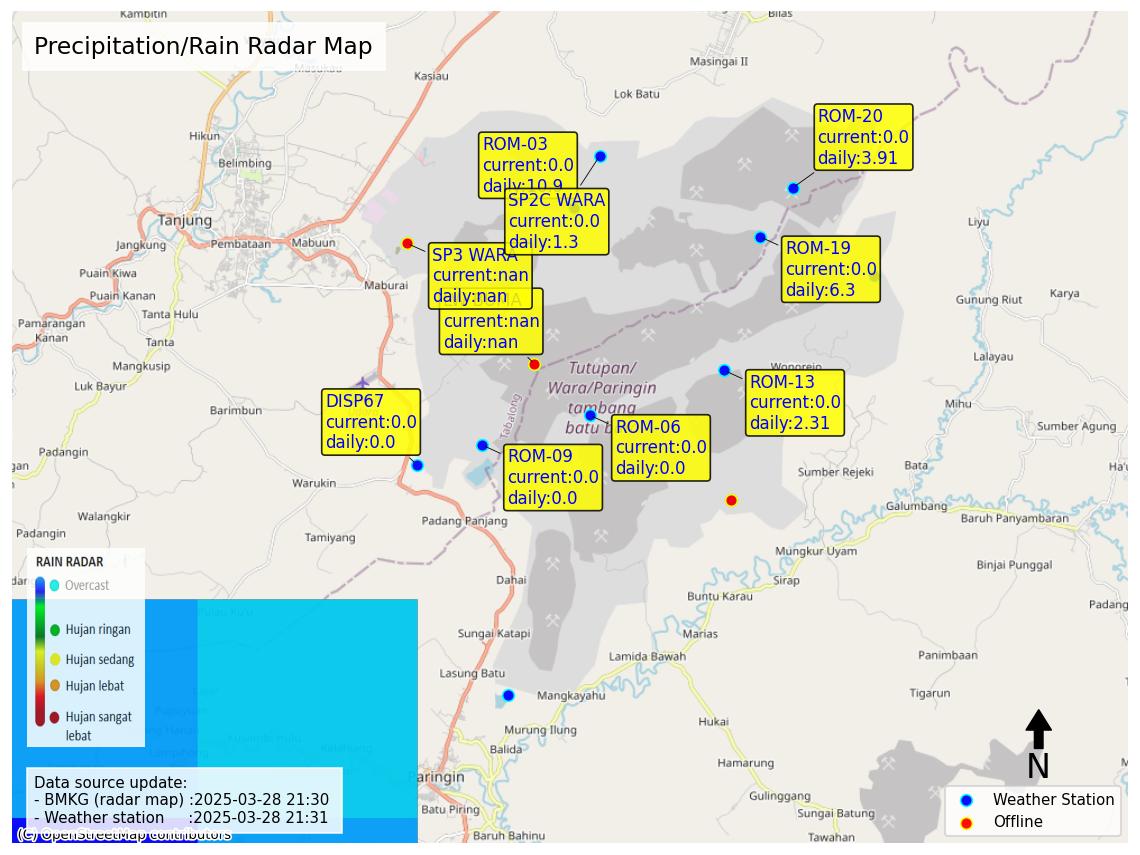 Precipitation/Rain Radar Map
Kambitin
Bilas
Masukau
Kasiau
Masingai II
Lok Batu
Hikun
Belimbing
ROM-03
current:0.0
daily:10.9
ROM-20
current:0.0
daily:3.91
SP2C WARA
current:0.0
daily:1.3
Tanjung
Jangkung
Pembataan
Mabuun
Liyu
SP3 WARA
current:nan
daily:nan
ROM-19
current:0.0
daily:6.3
Puain Kiwa
Maburai
Puain Kanan
Tanta Hulu
Gunung Riut
Karya
current:nan
daily:nan
Pamarangan
Kanan
Tanta
Mangkusip
Luk Bayur
Lalayau
Wonorejo
Tutupan/
Wara/Paringin
tambang
batu b
Tabalong
ROM-13
current:0.0
daily:2.31
DISP67
current:0.0
daily:0.0
Barimbun
Mihu
ROM-06
current:0.0
daily:0.0
Sumber Agung
Padangin
gan
ROM-09
current:0.0
daily:0.0
Bata
Sumber Rejeki
Warukin
Galumbang
Walangkir
Padang Panjang
Baruh Panyambaran
Padangin
Tamiyang
Mungkur Uyam
Binjai Punggal
RAIN RADAR
Overcast
Dahai
Sirap
Buntu Karau
Padang
Pulau Ku'u
Hujan ringan
Sungai Katapi
Marias
Hujan sedang
Lamida Bawah
Panimbaan
Lasung Batu
Hujan lebat
Mangkayahu
Tigarun
Hujan sangat
lebat
Murung Ilung
Hukai
Balida
Hamarung
N
Paringin
Data source update:
- BMKG (radar map) :2025-03-28 21:30
- Weather station :2025-03-28 21:31
Batu Piring
Gulinggang
Sungai Batung
Weather Station
Offline
(C) OpenStreetMap contributors
Baruh Bahinu
Tawahan